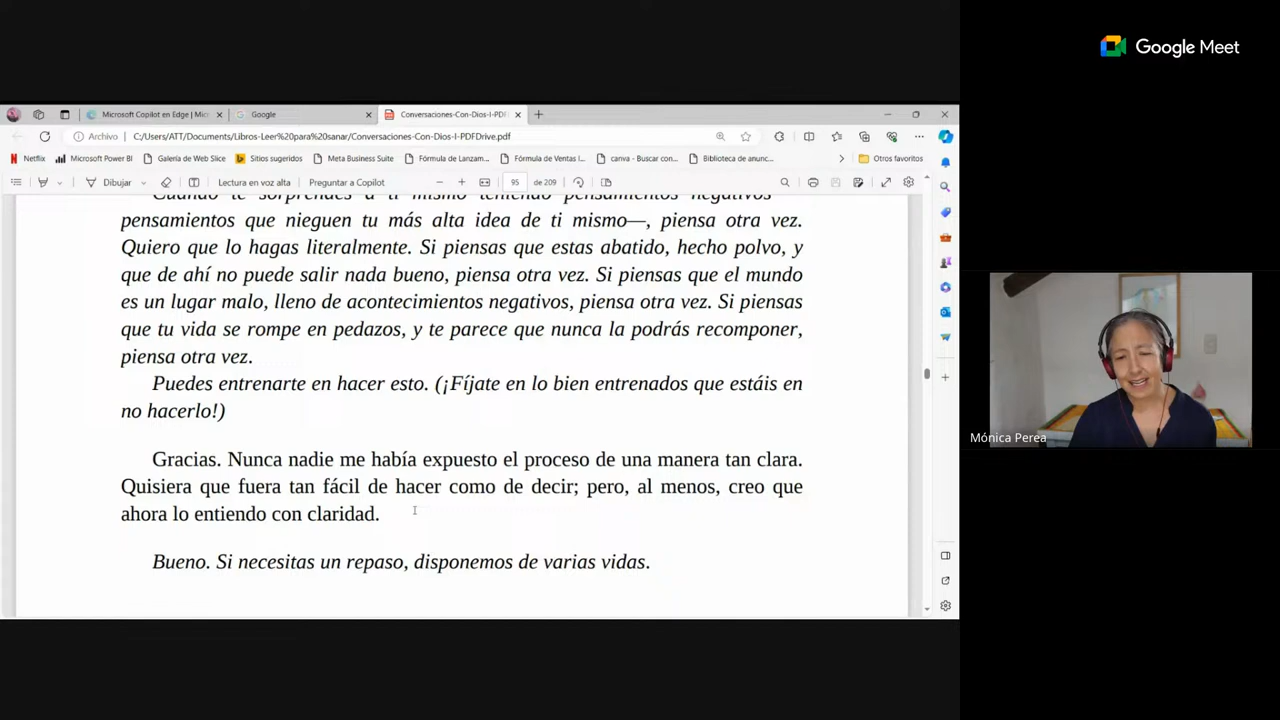 Google Meet
Microsoft Copilot en Edge | Mic
Google
Conversaciones-Con-Dios-I-PDF
Archivo
C:/Users/ATT/Documents/Libros-Leer%20para%20sanar/Conversaciones-Con-Dios-I-PDFDrive.pdf
Netflix
Microsoft Power BI
Galería de Web Slice
Sitios sugeridos
Meta Business Suite
Fórmula de Lanzam...
Fórmula de Ventas I...
canva - Buscar con...
Biblioteca de anunc...
Otros favoritos
Dibujar
Lectura en voz alta
Preguntar a Copilot
95 de 209
Cuando te sorprendes a ti mismo teniendo pensamientos negativos
pensamientos que nieguen tu más alta idea de ti mismo—, piensa otra vez.
Quiero que lo hagas literalmente. Si piensas que estas abatido, hecho polvo, y
que de ahí no puede salir nada bueno, piensa otra vez. Si piensas que el mundo
es un lugar malo, lleno de acontecimientos negativos, piensa otra vez. Si piensas
que tu vida se rompe en pedazos, y te parece que nunca la podrás recomponer,
piensa otra vez.
Puedes entrenarte en hacer esto. (¡Fíjate en lo bien entrenados que estáis en
no hacerlo!)
Gracias. Nunca nadie me había expuesto el proceso de una manera tan clara.
Quisiera que fuera tan fácil de hacer como de decir; pero, al menos, creo que
ahora lo entiendo con claridad.
Bueno. Si necesitas un repaso, disponemos de varias vidas.
Mónica Perea